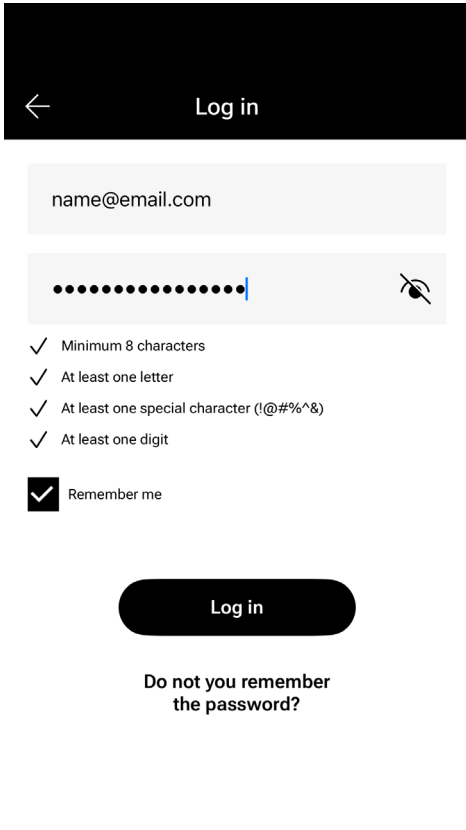 Log in
name@email.com
••••••••••••••••
Minimum 8 characters
At least one letter
At least one special character (!@#%^&)
At least one digit
Remember me
Log in
Do not you remember
the password?